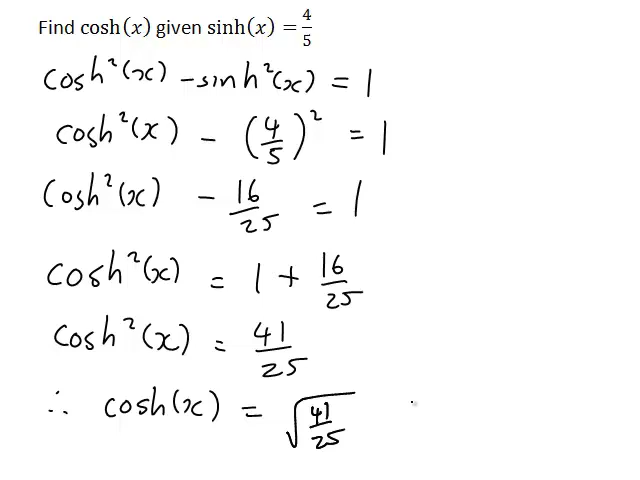 Find cosh(x) given sinh(x) = 4/5
cosh²(x) - sinh²(x) = 1
cosh²(x) - (4/5)² = 1
cosh²(x) - 16/25 = 1
cosh²(x) = 1 + 16/25
cosh²(x) = 41/25
∴ cosh(x) = √(41/25)